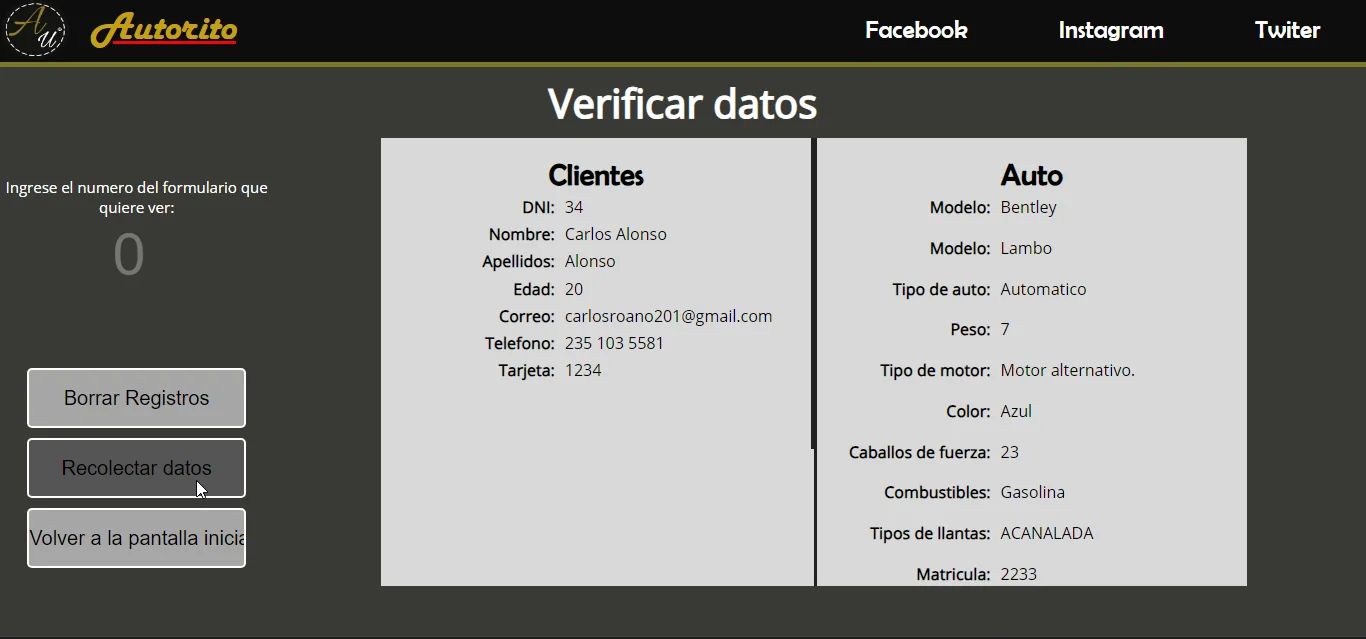 Au
Autorito
Facebook
Instagram
Twiter
Verificar datos
Ingrese el numero del formulario que
quiere ver:
0
Borrar Registros
Recolectar datos
Volver a la pantalla inicia
Clientes
DNI: 34
Nombre: Carlos Alonso
Apellidos: Alonso
Edad: 20
Correo: carlosroano201@gmail.com
Telefono: 235 103 5581
Tarjeta: 1234
Auto
Modelo: Bentley
Modelo: Lambo
Tipo de auto: Automatico
Peso: 7
Tipo de motor: Motor alternativo.
Color: Azul
Caballos de fuerza: 23
Combustibles: Gasolina
Tipos de llantas: ACANALADA
Matricula: 2233